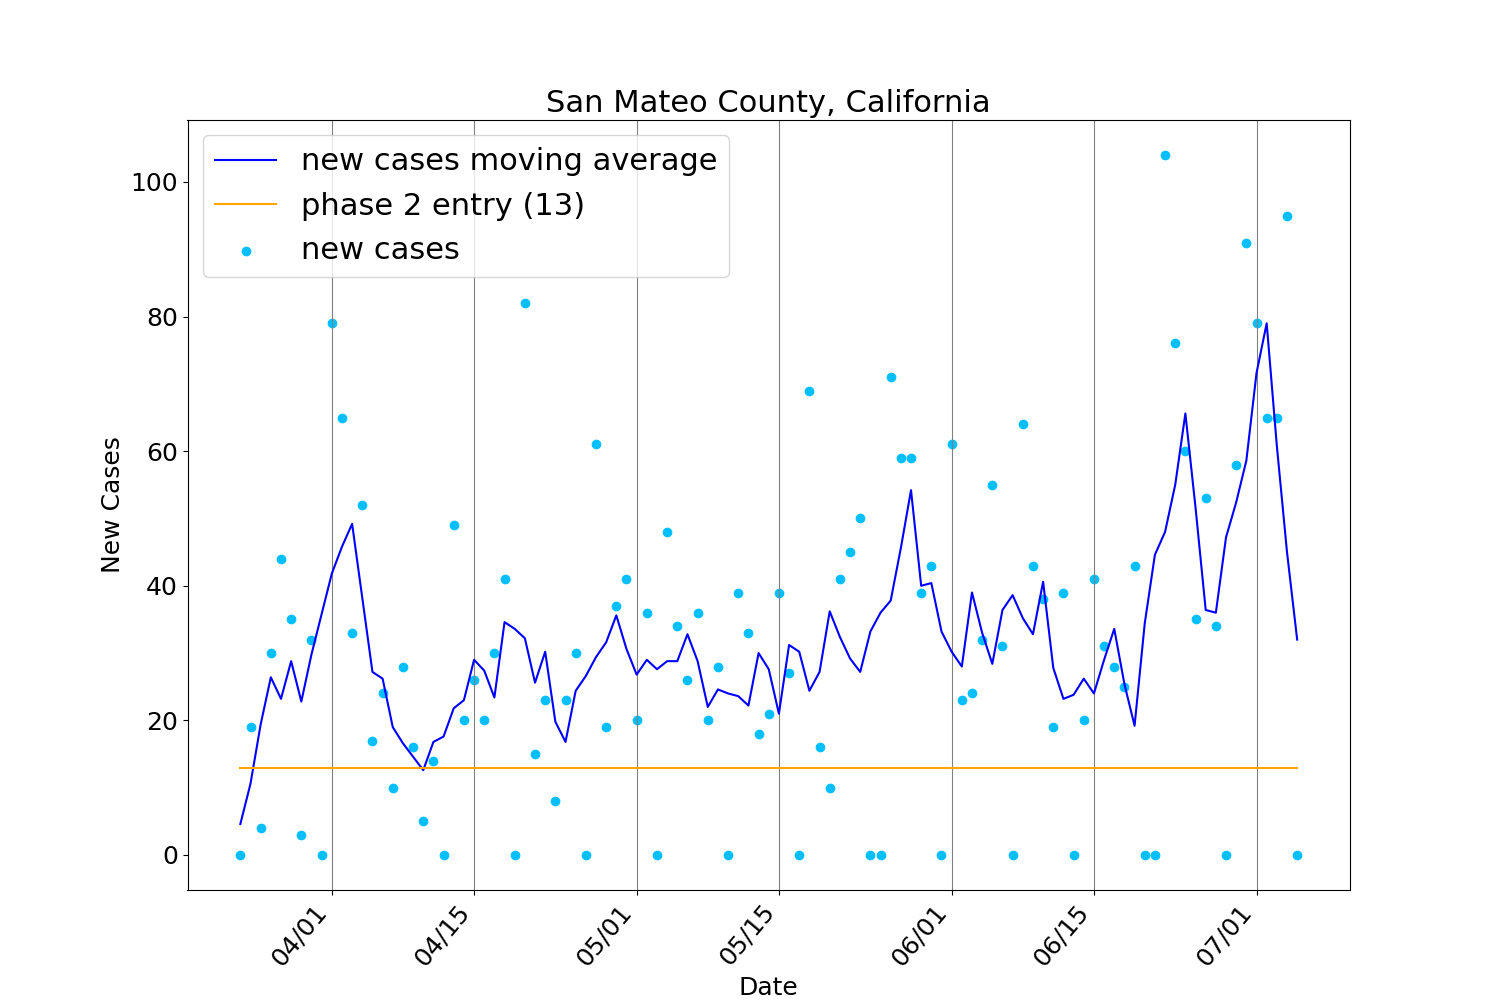 San Mateo County, California
new cases moving average
phase 2 entry (13)
new cases
100
80
60
40
20
0
New Cases
04/01
04/15
05/01
05/15
06/01
06/15
07/01
Date